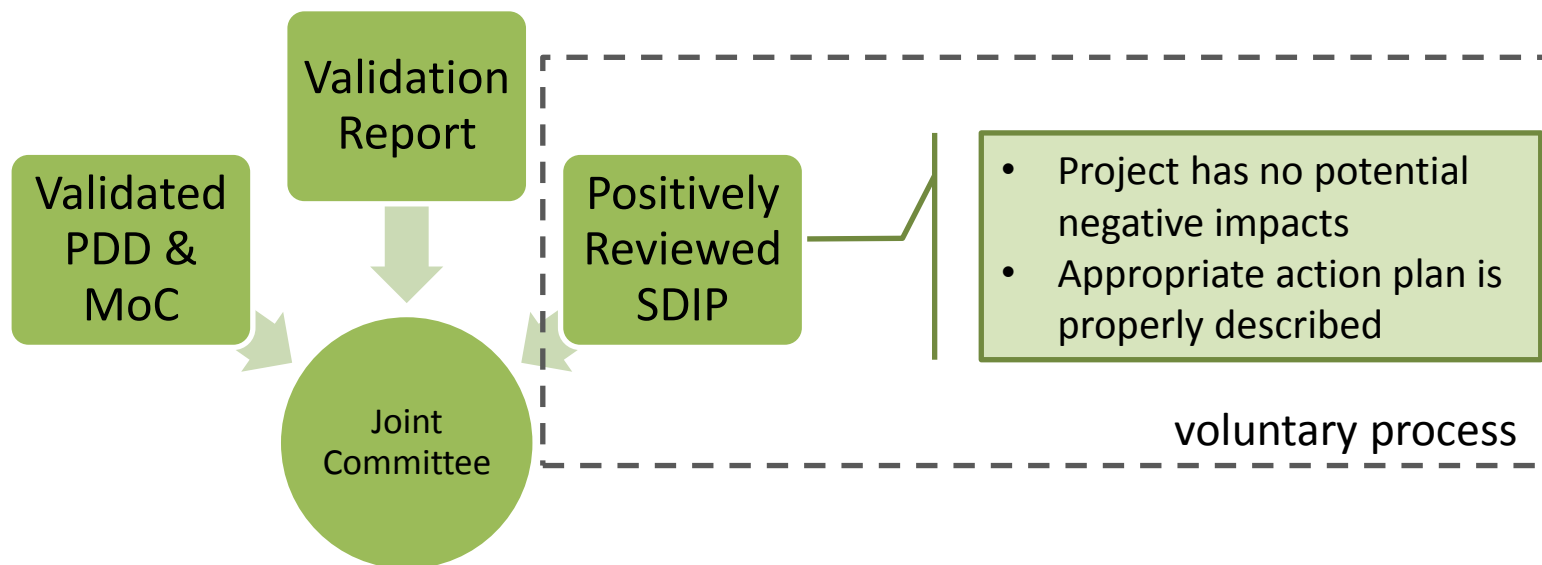 Validation
Report
Validated
PDD &
MoC
Positively
Reviewed
SDIP
• Project has no potential
negative impacts
• Appropriate action plan is
properly described
Joint
Committee
voluntary process